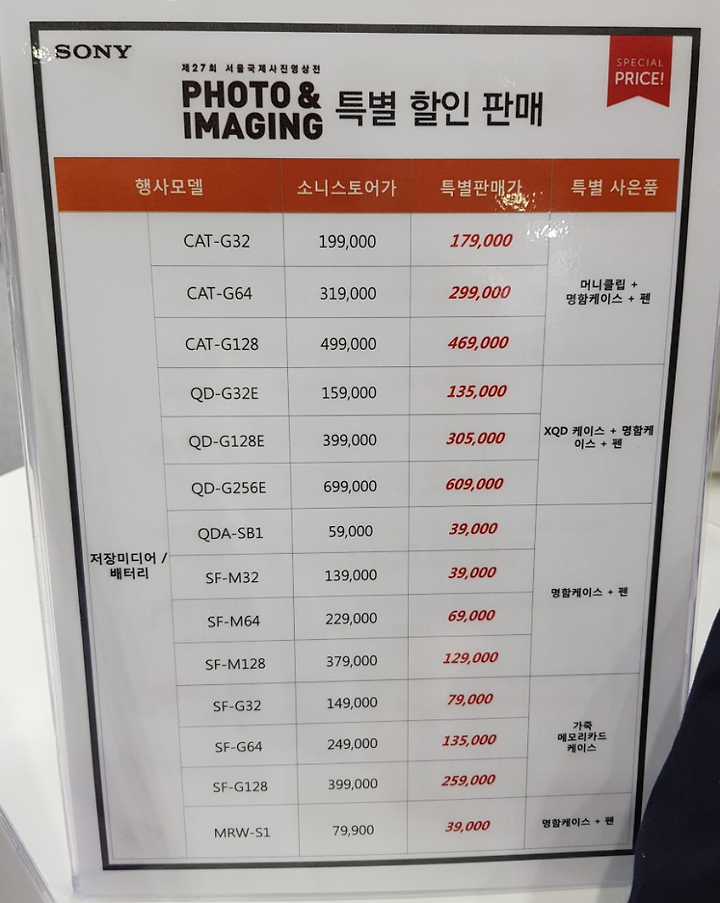 SONY
제27회 서울국제사진영상전
PHOTO &
IMAGING
특별 할인 판매
SPECIAL
PRICE!
행사모델 소니스토어가 특별판매가 특별 사은품
CAT-G32 199,000 179,000
CAT-G64 319,000 299,000
머니클립 +
명함케이스 + 펜
CAT-G128 499,000 469,000
QD-G32E 159,000 135,000
QD-G128E 399,000 305,000
XQD 케이스 + 명함케
이스 + 펜
QD-G256E 699,000 609,000
QDA-SB1 59,000 39,000
저장미디어 /
배터리
SF-M32 139,000 39,000
SF-M64 229,000 69,000
명함케이스 + 펜
SF-M128 379,000 129,000
SF-G32 149,000 79,000
SF-G64 249,000 135,000
가죽
메모리카드
케이스
SF-G128 399,000 259,000
MRW-S1 79,900 39,000 명함케이스 + 펜